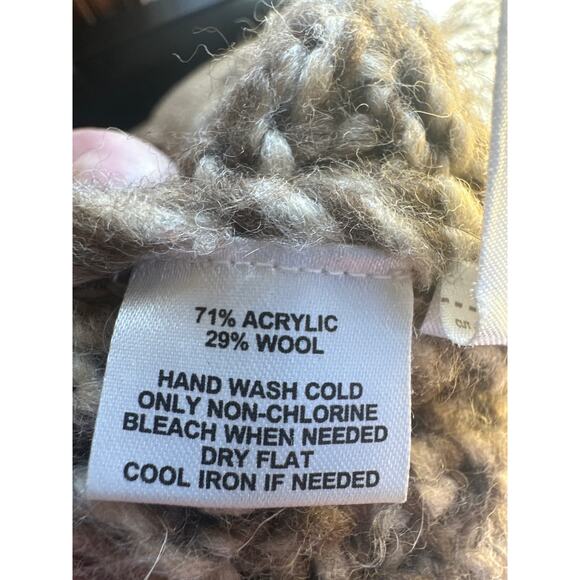 71% ACRYLIC
29% WOOL
HAND WASH COLD
ONLY NON-CHLORINE
BLEACH WHEN NEEDED
DRY FLAT
COOL IRON IF NEEDED